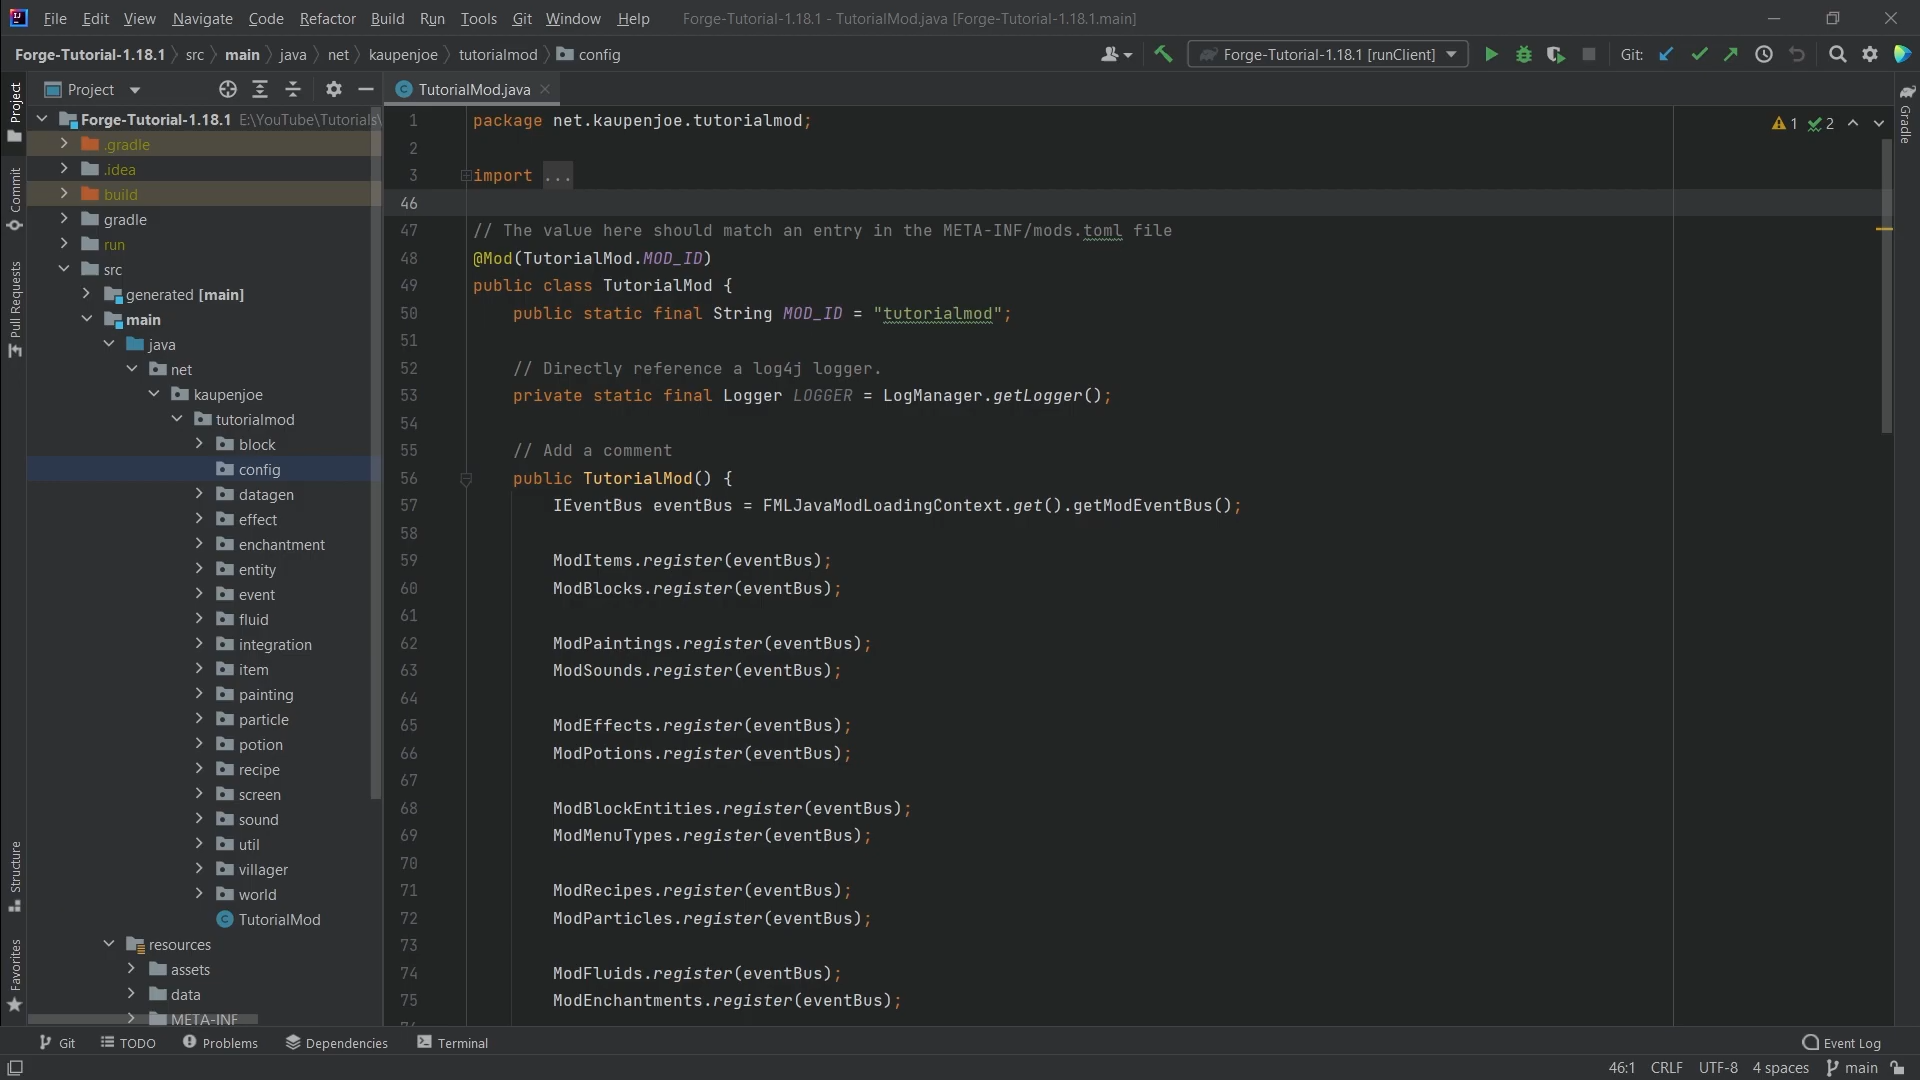 File Edit View Navigate Code Refactor Build Run Tools Git Window Help Forge-Tutorial-1.18.1 - TutorialMod.java [Forge-Tutorial-1.18.1.main]
Forge-Tutorial-1.18.1 src main java net kaupenjoe tutorialmod config Forge-Tutorial-1.18.1 [runClient] Git:
Project
TutorialMod.java
Project
Commit
Pull Requests
Structure
Favorites
Forge-Tutorial-1.18.1 E:\YouTube\Tutorials\
.gradle
.idea
build
gradle
run
src
generated [main]
main
java
net
kaupenjoe
tutorialmod
block
config
datagen
effect
enchantment
entity
event
fluid
integration
item
painting
particle
potion
recipe
screen
sound
util
villager
world
TutorialMod
resources
assets
data
META-INF
1 package net.kaupenjoe.tutorialmod;
2
3 import ...
46
47 // The value here should match an entry in the META-INF/mods.toml file
48 @Mod(TutorialMod.MOD_ID)
49 public class TutorialMod {
50 public static final String MOD_ID = "tutorialmod";
51
52 // Directly reference a log4j logger.
53 private static final Logger LOGGER = LogManager.getLogger();
54
55 // Add a comment
56 public TutorialMod() {
57 IEventBus eventBus = FMLJavaModLoadingContext.get().getModEventBus();
58
59 ModItems.register(eventBus);
60 ModBlocks.register(eventBus);
61
62 ModPaintings.register(eventBus);
63 ModSounds.register(eventBus);
64
65 ModEffects.register(eventBus);
66 ModPotions.register(eventBus);
67
68 ModBlockEntities.register(eventBus);
69 ModMenuTypes.register(eventBus);
70
71 ModRecipes.register(eventBus);
72 ModParticles.register(eventBus);
73
74 ModFluids.register(eventBus);
75 ModEnchantments.register(eventBus);
1 2
Gradle
Git TODO Problems Dependencies Terminal Event Log
46:1 CRLF UTF-8 4 spaces main